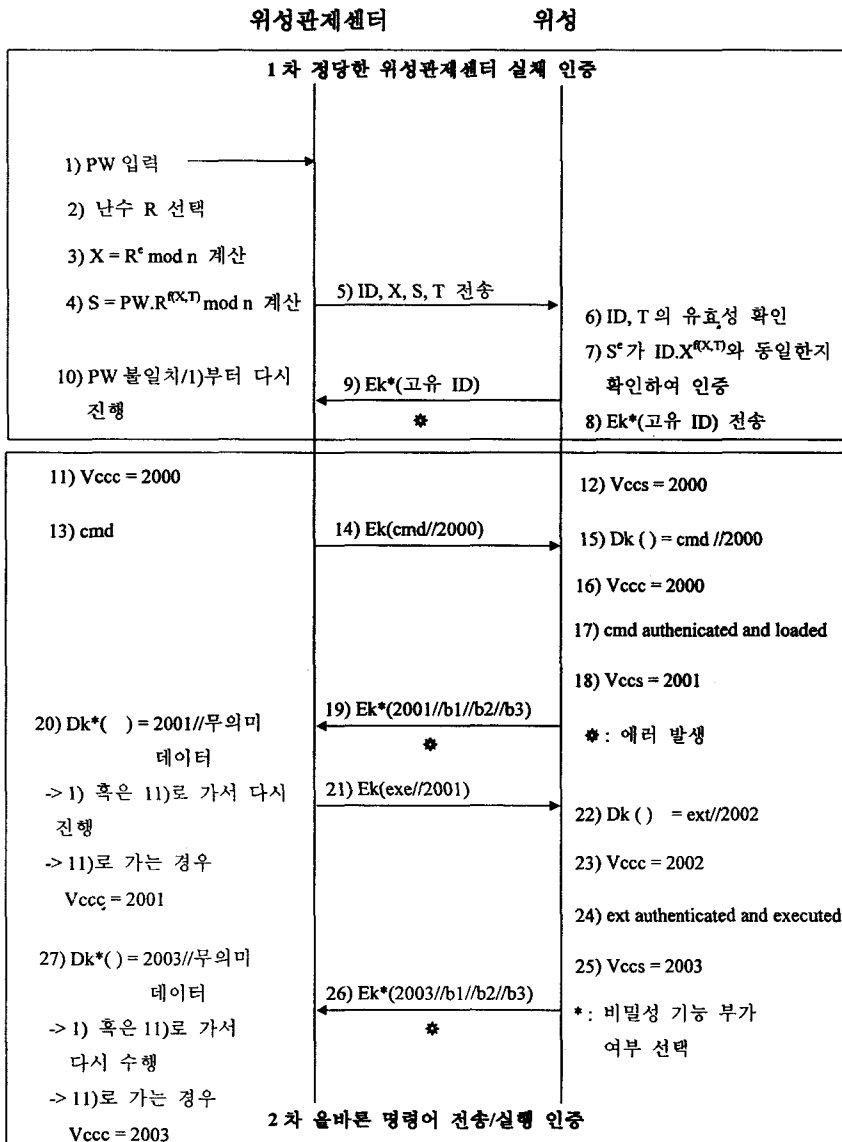 위성관제센터
위성
1차 정당한 위성관제센터 실체 인증
1) PW 입력
2) 난수 R 선택
3) X = R^e mod n 계산
4) S = PW.R^f(X,T) mod n 계산
5) ID, X, S, T 전송
6) ID, T 의 유효성 확인
7) S^e 가 ID.X^f(X,T)와 동일한지
확인하여 인증
8) Ek*(고유 ID) 전송
9) Ek*(고유 ID)
10) PW 불일치/1)부터 다시
진행
11) Vccc = 2000
12) Vccs = 2000
13) cmd
14) Ek(cmd//2000)
15) Dk ( ) = cmd //2000
16) Vccc = 2000
17) cmd authenicated and loaded
18) Vccs = 2001
19) Ek*(2001//b1//b2//b3)
20) Dk*( ) = 2001//무의미
데이터
-> 1) 혹은 11)로 가서 다시
진행
-> 11)로 가는 경우
Vccc = 2001
✽ : 에러 발생
21) Ek(exe//2001)
22) Dk ( ) = ext//2002
23) Vccc = 2002
24) ext authenticated and executed
25) Vccs = 2003
26) Ek*(2003//b1//b2//b3)
27) Dk*( ) = 2003//무의미
데이터
-> 1) 혹은 11)로 가서
다시 수행
-> 11)로 가는 경우
Vccc = 2003
* : 비밀성 기능 부가
여부 선택
2차 올바른 명령어 전송/실행 인증